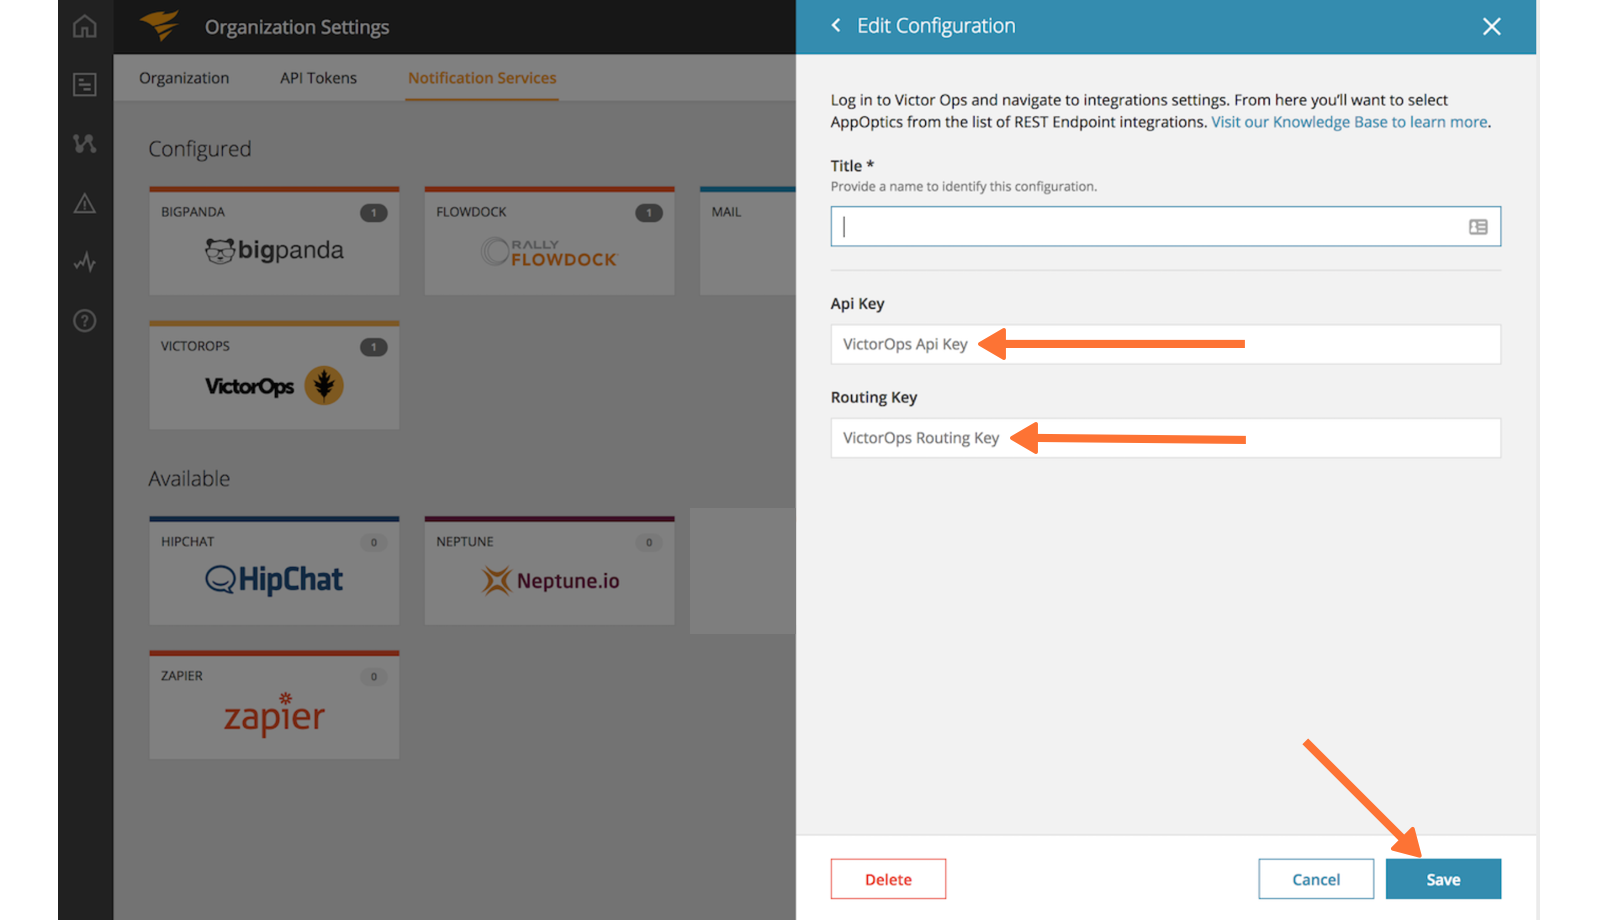 Organization Settings
Organization
API Tokens
Notification Services
Configured
BIGPANDA
1
bigpanda
FLOWDOCK
1
RALLY
FLOWDOCK
MAIL
VICTOROPS
1
VictorOps
Available
HIPCHAT
0
HipChat
NEPTUNE
0
Neptune.io
ZAPIER
0
zapier
Edit Configuration
Log in to Victor Ops and navigate to integrations settings. From here you’ll want to select
AppOptics from the list of REST Endpoint integrations. Visit our Knowledge Base to learn more.
Title *
Provide a name to identify this configuration.
Api Key
VictorOps Api Key
Routing Key
VictorOps Routing Key
Delete
Cancel
Save